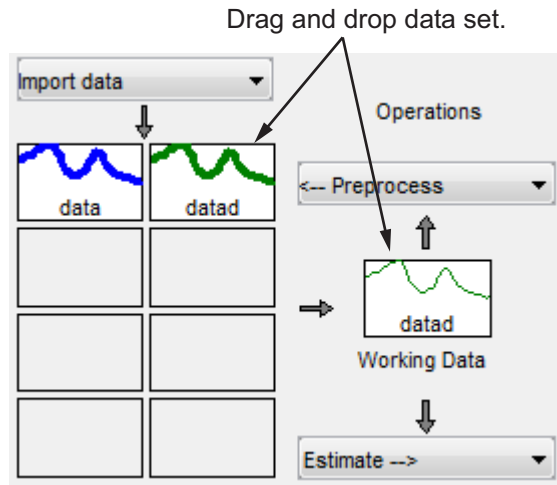 Drag and drop data set.
Import data
Operations
data
datad
<-- Preprocess
datad
Working Data
Estimate -->